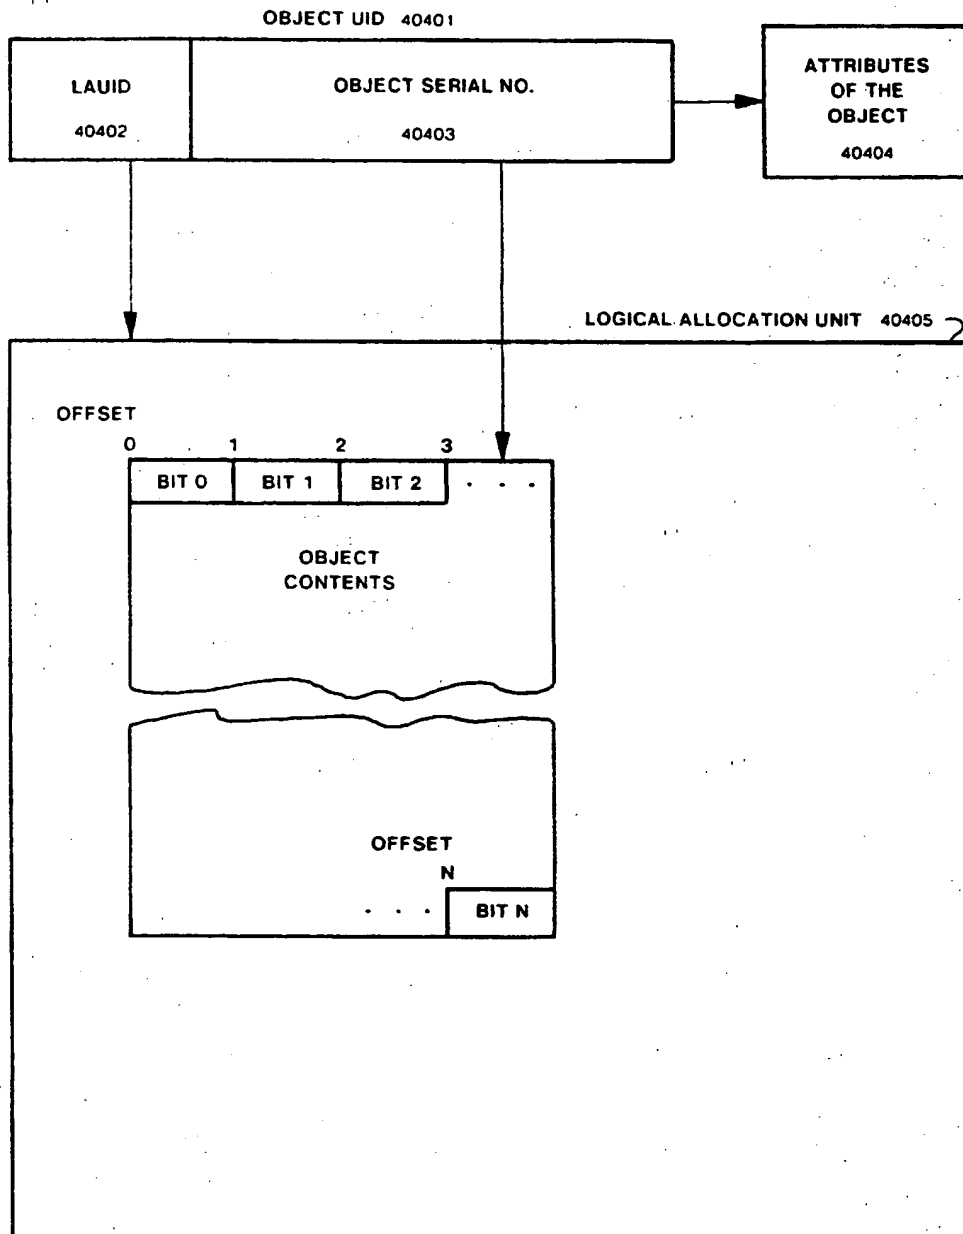 OBJECT UID 40401
LAUID
40402
OBJECT SERIAL NO.
40403
ATTRIBUTES
OF THE
OBJECT
40404
LOGICAL ALLOCATION UNIT 40405
OFFSET
0 1 2 3
BIT 0 BIT 1 BIT 2 . . .
OBJECT
CONTENTS
OFFSET
N
. . . BIT N